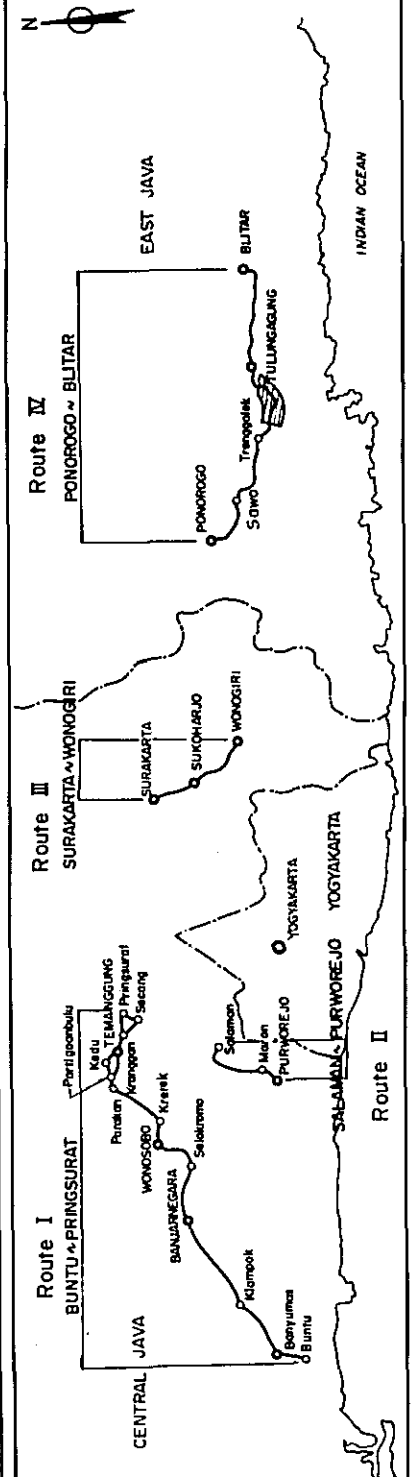 N
Route I
BUNTU ~ PRINGSURAT
CENTRAL JAVA
Buntu
Banyumas
Klampok
BANJARNEGARA
Selokromo
WONOSOBO
Krerek
Parakan
Kedu
Kranggan
TEMANGGUNG
Pringsurat
Secang
Route II
SALAMAN ~ PURWOREJO
Salaman
Maron
PURWOREJO
YOGYAKARTA
YOGYAKARTA
Route III
SURAKARTA ~ WONOGIRI
SURAKARTA
SUKOHARJO
WONOGIRI
Route IV
PONOROGO ~ BLITAR
EAST JAVA
PONOROGO
Sawo
Trenggalek
TULUNGAGUNG
BLITAR
INDIAN OCEAN